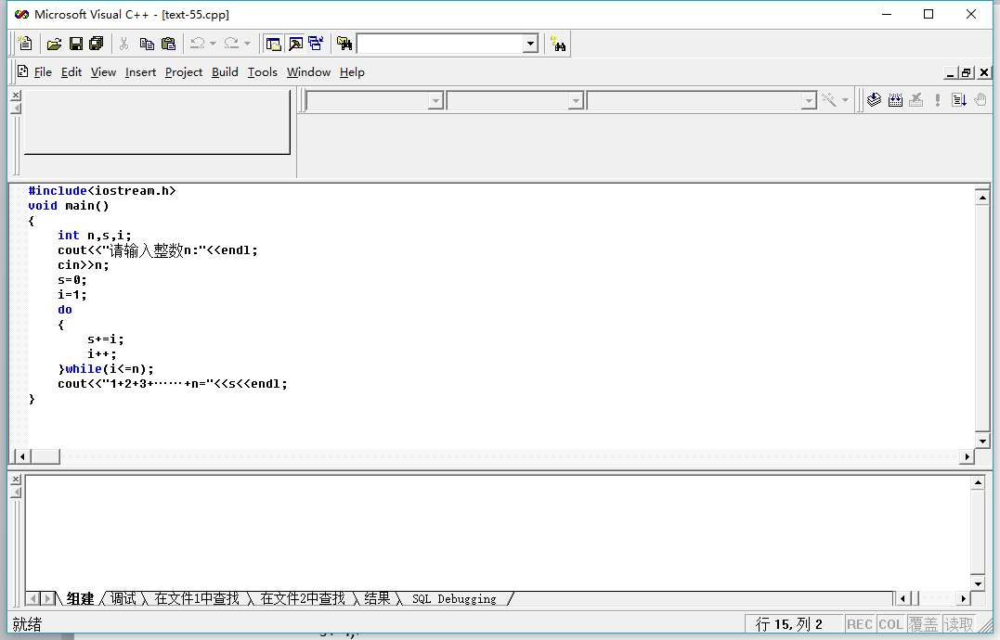 Microsoft Visual C++ - [text-55.cpp]
File Edit View Insert Project Build Tools Window Help
#include<iostream.h>
void main()
{
    int n,s,i;
    cout<<"请输入整数n:"<<endl;
    cin>>n;
    s=0;
    i=1;
    do
    {
        s+=i;
        i++;
    }while(i<=n);
    cout<<"1+2+3+……+n="<<s<<endl;
}
组建 调试 在文件1中查找 在文件2中查找 结果 SQL Debugging
就绪 行 15, 列 2 REC COL 覆盖 读取